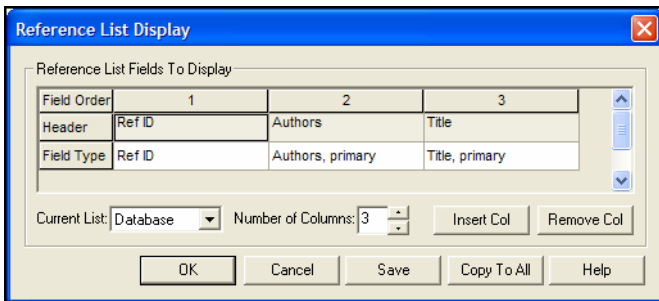 Reference List Display
Reference List Fields To Display
Field Order 1 2 3
Header Ref ID Authors Title
Field Type Ref ID Authors, primary Title, primary
Current List: Database Number of Columns: 3 Insert Col Remove Col
OK Cancel Save Copy To All Help